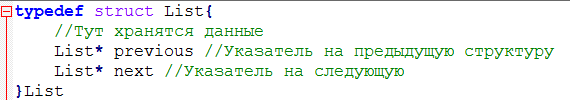 typedef struct List{
//Тут хранятся данные
List* previous //Указатель на предыдущую структуру
List* next //Указатель на следующую
}List